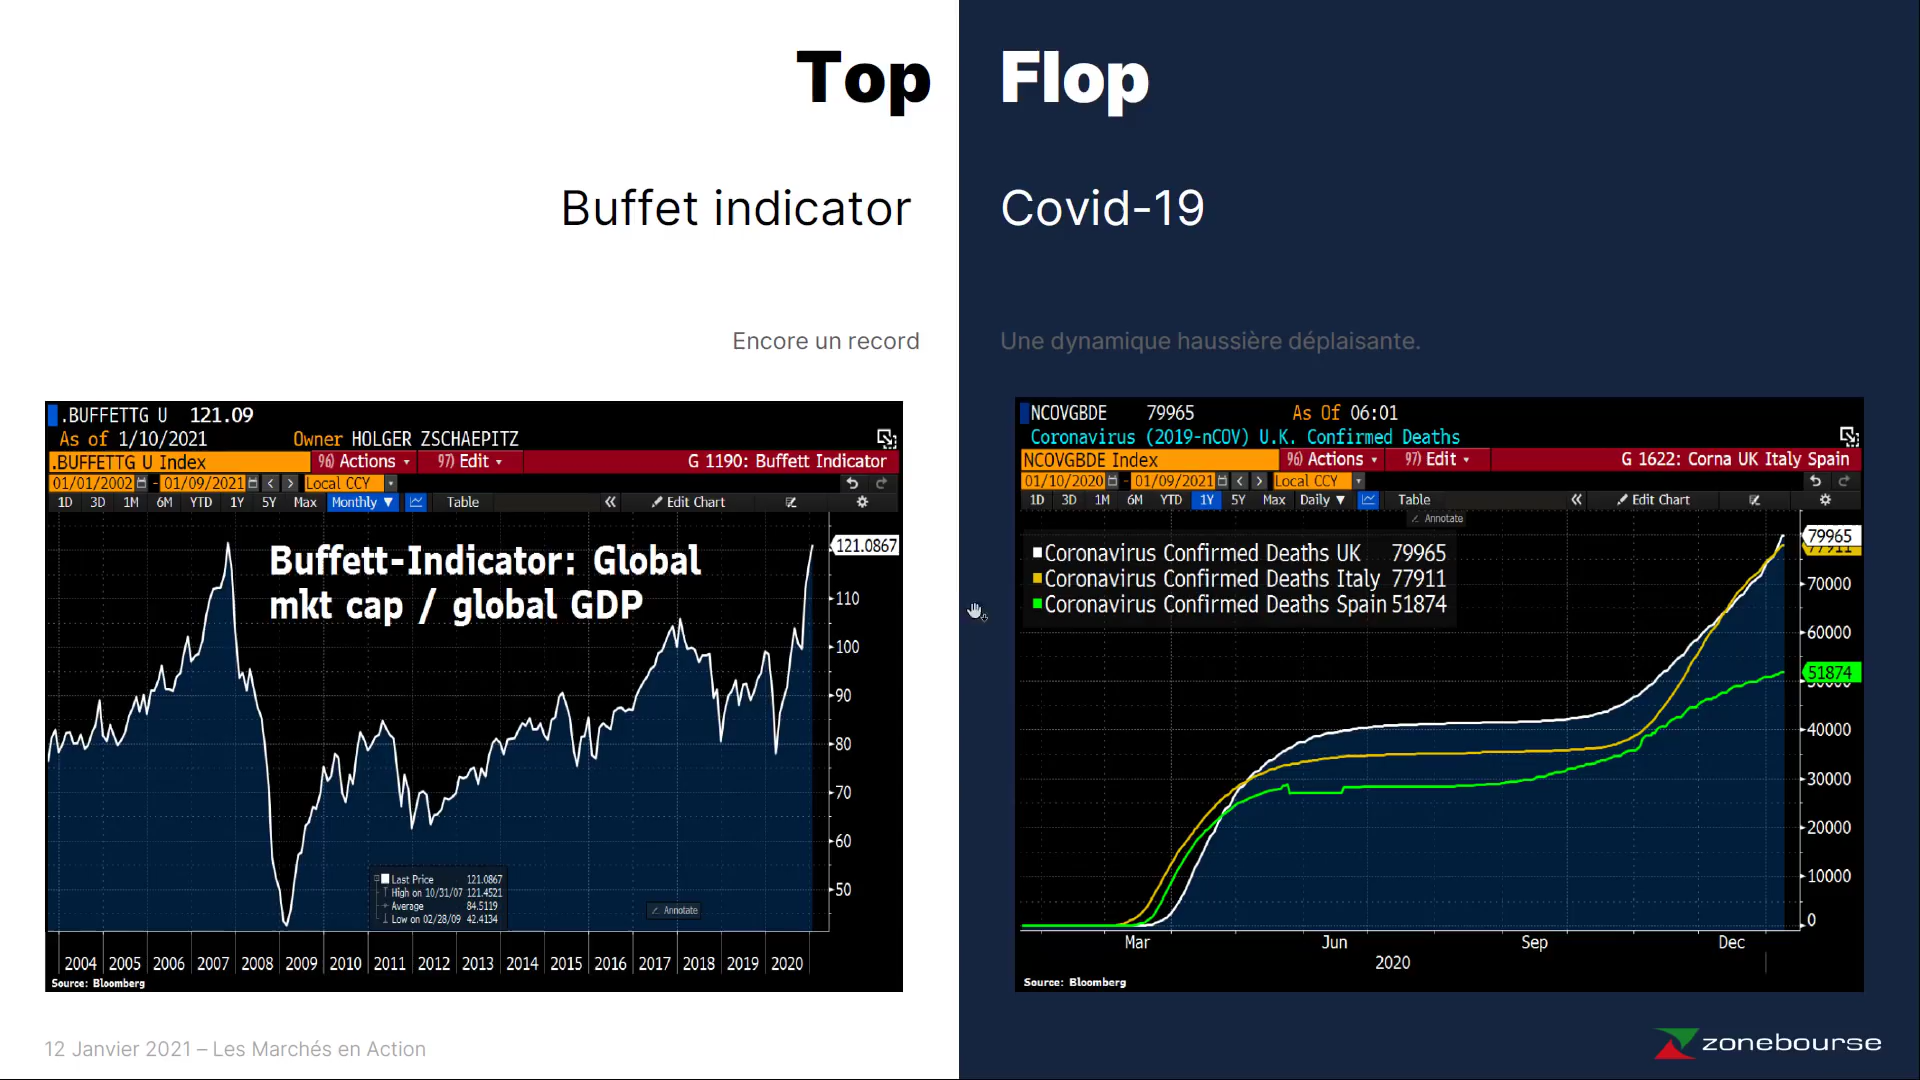 Top
Buffet indicator
Encore un record
.BUFFETTG U 121.09
As of 1/10/2021 Owner HOLGER ZSCHAEPITZ
.BUFFETTG U Index 96) Actions 97) Edit G 1190: Buffett Indicator
01/01/2002 - 01/09/2021 Local CCY
1D 3D 1M 6M YTD 1Y 5Y Max Monthly Table Edit Chart
Buffett-Indicator: Global
mkt cap / global GDP
121.0867
110
100
90
80
70
60
50
Last Price 121.0867
High on 10/31/07 121.4521
Average 84.5119
Low on 02/28/09 42.4134
Annotate
2004 2005 2006 2007 2008 2009 2010 2011 2012 2013 2014 2015 2016 2017 2018 2019 2020
Source: Bloomberg
12 Janvier 2021 – Les Marchés en Action
Flop
Covid-19
Une dynamique haussière déplaisante.
NCOVGBDE 79965 As Of 06:01
Coronavirus (2019-nCOV) U.K. Confirmed Deaths
NCOVGBDE Index 96) Actions 97) Edit G 1622: Corna UK Italy Spain
01/10/2020 - 01/09/2021 Local CCY
1D 3D 1M 6M YTD 1Y 5Y Max Daily Table Edit Chart
Annotate
Coronavirus Confirmed Deaths UK 79965
Coronavirus Confirmed Deaths Italy 77911
Coronavirus Confirmed Deaths Spain 51874
79965
77911
70000
60000
51874
50000
40000
30000
20000
10000
0
Mar Jun Sep Dec
2020
Source: Bloomberg
zonebourse